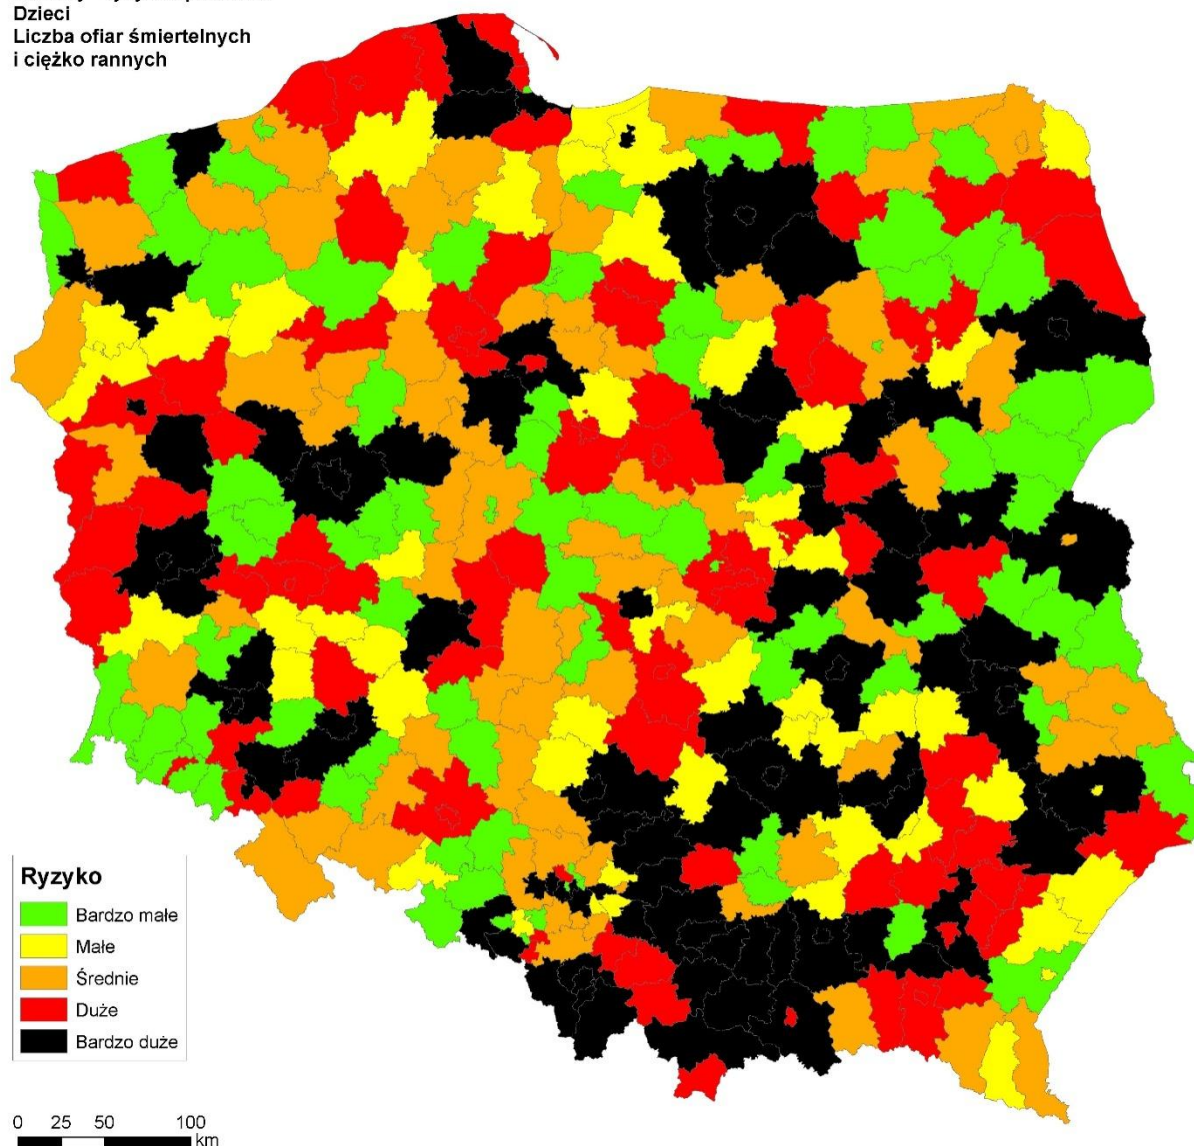 Dzieci
Liczba ofiar śmiertelnych
i ciężko rannych
Ryzyko
Bardzo małe
Małe
Średnie
Duże
Bardzo duże
0 25 50 100
km